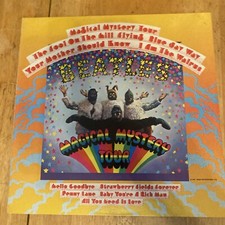 Magical Mystery Tour
The Fool On The Hill Flying Blue Jay Way
Your Mother Should Know I Am The Walrus
BEATLES
MAGICAL MYSTERY
TOUR
Hello Goodbye Strawberry Fields Forever
Penny Lane Baby You're A Rich Man
All You Need Is Love